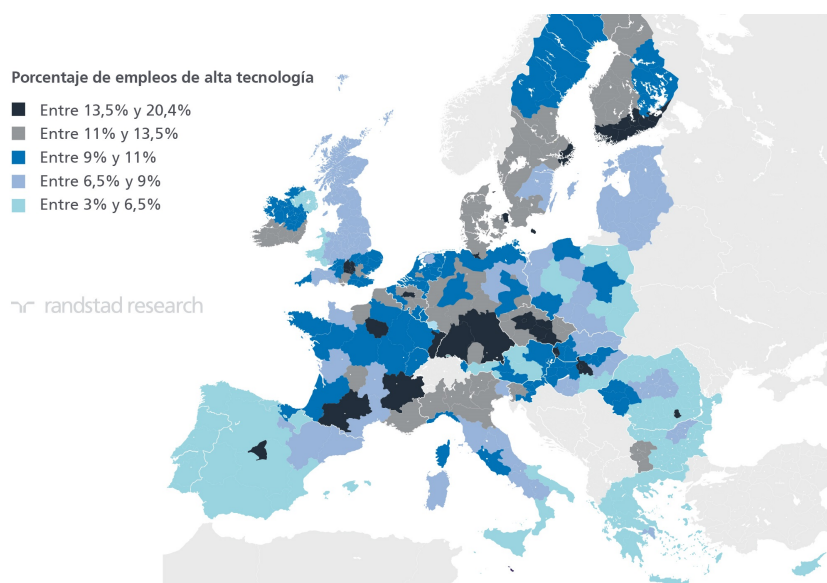 Porcentaje de empleos de alta tecnología
Entre 13,5% y 20,4%
Entre 11% y 13,5%
Entre 9% y 11%
Entre 6,5% y 9%
Entre 3% y 6,5%
randstad research